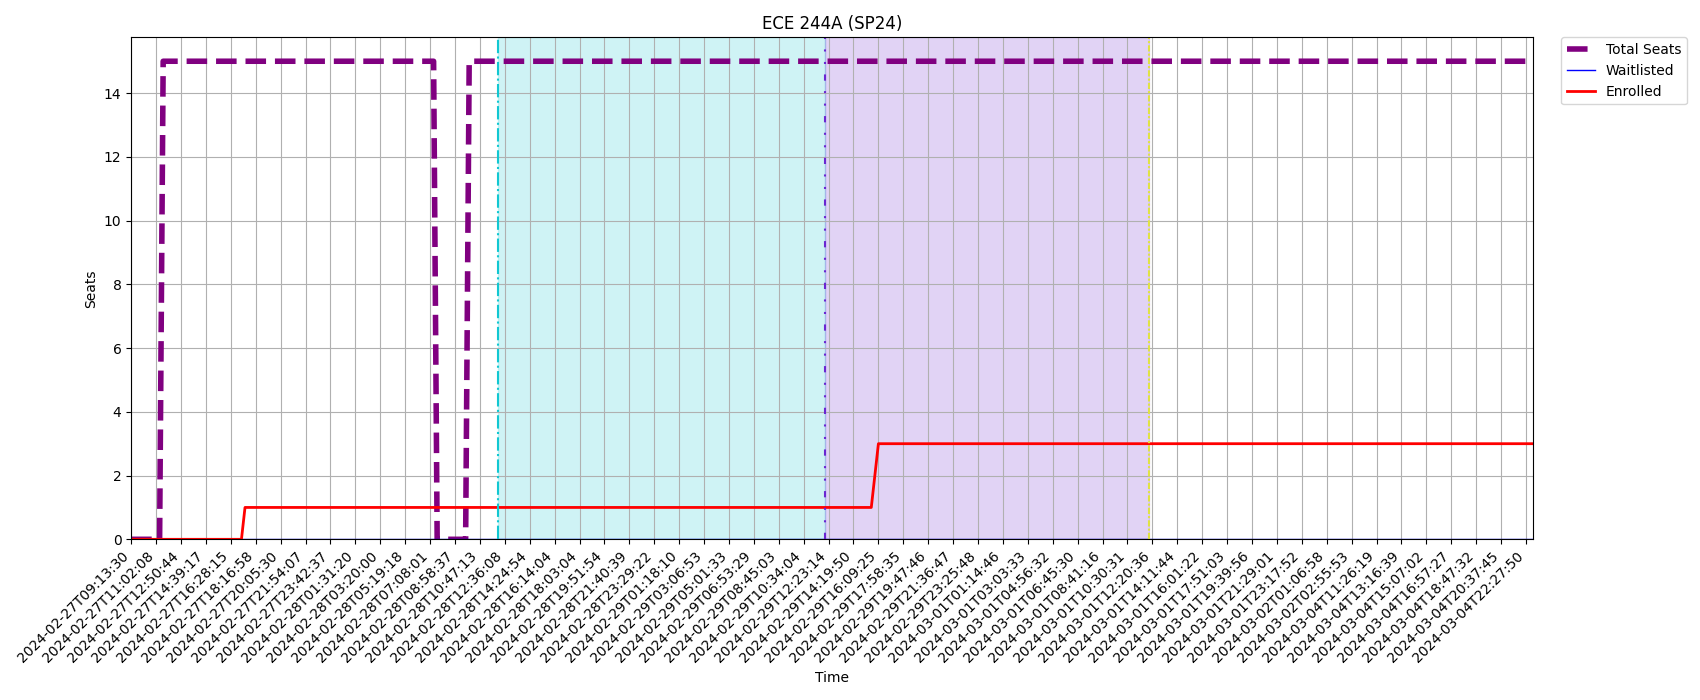 ECE 244A (SP24)
Total Seats
Waitlisted
Enrolled
Seats
14
12
10
8
6
4
2
0
2024-02-27T09:13:30
2024-02-27T11:02:08
2024-02-27T12:50:44
2024-02-27T14:39:17
2024-02-27T16:28:15
2024-02-27T18:16:58
2024-02-27T20:05:30
2024-02-27T21:54:07
2024-02-27T23:42:37
2024-02-28T01:31:20
2024-02-28T03:20:00
2024-02-28T05:19:18
2024-02-28T07:08:01
2024-02-28T08:58:37
2024-02-28T10:47:13
2024-02-28T12:36:08
2024-02-28T14:24:54
2024-02-28T16:14:04
2024-02-28T18:03:04
2024-02-28T19:51:54
2024-02-28T21:40:39
2024-02-28T23:29:22
2024-02-29T01:18:10
2024-02-29T03:06:53
2024-02-29T05:01:33
2024-02-29T06:53:29
2024-02-29T08:45:03
2024-02-29T10:34:04
2024-02-29T12:23:14
2024-02-29T14:19:50
2024-02-29T16:09:25
2024-02-29T17:58:35
2024-02-29T19:47:46
2024-02-29T21:36:47
2024-02-29T23:25:48
2024-03-01T01:14:46
2024-03-01T03:03:33
2024-03-01T04:56:32
2024-03-01T06:45:30
2024-03-01T08:41:16
2024-03-01T10:30:31
2024-03-01T12:20:36
2024-03-01T14:11:44
2024-03-01T16:01:22
2024-03-01T17:51:03
2024-03-01T19:39:56
2024-03-01T21:29:01
2024-03-01T23:17:52
2024-03-02T01:06:58
2024-03-02T02:55:53
2024-03-04T11:26:19
2024-03-04T13:16:39
2024-03-04T15:07:02
2024-03-04T16:57:27
2024-03-04T18:47:32
2024-03-04T20:37:45
2024-03-04T22:27:50
Time